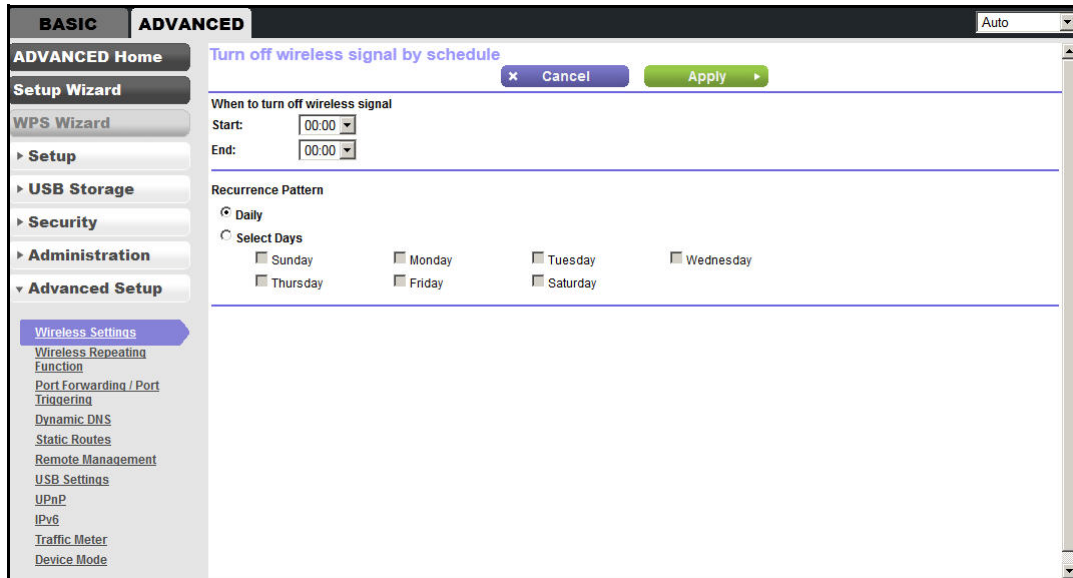 BASIC
ADVANCED
Auto
ADVANCED Home
Setup Wizard
WPS Wizard
Setup
USB Storage
Security
Administration
Advanced Setup
Wireless Settings
Wireless Repeating
Function
Port Forwarding / Port
Triggering
Dynamic DNS
Static Routes
Remote Management
USB Settings
UPnP
IPv6
Traffic Meter
Device Mode
Turn off wireless signal by schedule
Cancel
Apply
When to turn off wireless signal
Start: 00:00
End: 00:00
Recurrence Pattern
Daily
Select Days
Sunday Monday Tuesday Wednesday
Thursday Friday Saturday